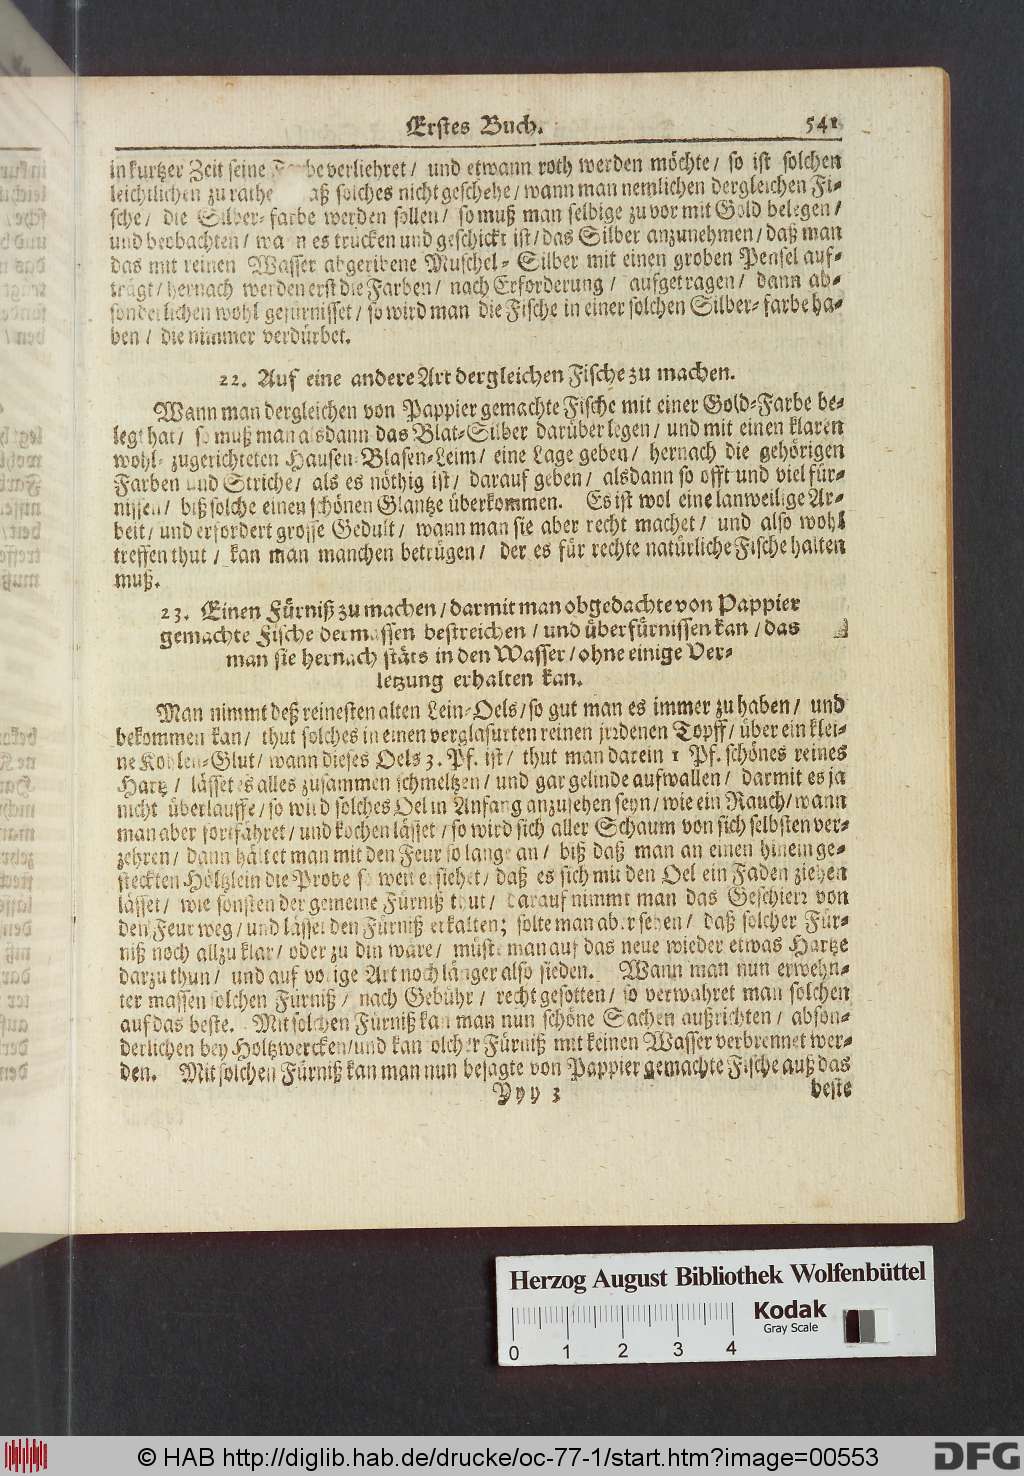 Erstes Buch. 541
in kurtzer Zeit seine verliehret / und etwann roth werden möchte / so ist solchen
leichtlichen zu rathe solches nicht geschehe / wann man nemlichen dergleichen Fi-
sche / die Silber-farbe werden sollen / so muß man selbige zuvor mit Gold belegen /
und beobachten / es trucken und geschickt ist / das Silber anzunehmen / daß man
das mit reinen Wasser abgeribene Muschel-Silber mit einen groben Pensel auf-
trägt / hernach werden erst die Farben / nach Erforderung / aufgetragen / dann ab-
sonderlichen wohl gefürnisset / so wird man die Fische in einer solchen Silber-farbe ha-
ben / die nimmer verdürbet.
22. Auf eine andere Art dergleichen Fische zu machen.
Wann man dergleichen von Pappier gemachte Fische mit einer Gold-Farbe be-
legt hat / so muß man alsdann das Blat-Silber darüber legen / und mit einen klaren
wohl-zugerichteten Hausen-Blasen-Leim / eine Lage geben / hernach die gehörigen
Farben und Striche / als es nöthig ist / darauf geben / alsdann so offt und viel für-
nissen / biß solche einen schönen Glantze überkommen. Es ist wol eine lanweilige Ar-
beit / und erfordert grosse Gedult / wann man sie aber recht machet / und also wohl
treffen thut / kan man manchen betrügen / der es für rechte natürliche Fische halten
muß.
23. Einen Fürniß zu machen / darmit man obgedachte von Pappier
gemachte Fische dermassen bestreichen / und überfürnissen kan / das
man sie hernach stäts in den Wasser / ohne einige Ver-
letzung erhalten kan.
Man nimmt deß reinesten alten Lein-Oels / so gut man es immer zu haben / und
bekommen kan / thut solches in einen verglasurten reinen irrdenen Topff / über ein klei-
ne Kohlen-Glut / wann dieses Oels 3. Pf. ist / thut man darein 1 Pf. schönes reines
Hartz / lässet es alles zusammen schmeltzen / und gar gelinde aufwallen / darmit es ja
nicht überlauffe / so wird solches Oel in Anfang anzusehen seyn / wie ein Rauch / wann
man aber fortfähret / und kochen lässet / so wird sich aller Schaum von sich selbsten ver-
zehren / dann hältet man mit den Feur so lange an / biß daß man an einen hinein ge-
steckten Höltzlein die Probe so weit ersiehet / daß es sich mit den Oel ein Faden ziehen
lässet / wie sonsten der gemeine Fürniß thut / darauf nimmt man das Geschierr von
den Feur weg / und lässet den Fürniß erkalten; solte man aber sehen / daß solcher Für-
niß noch allzu klar / oder zu din wäre / müste man auf das neue wieder etwas Hartze
darzu thun / und auf vorige Art noch länger also sieden. Wann man nun erwehn-
ter massen solchen Fürniß / nach Gebühr / recht gesotten / so verwahret man solchen
auf das beste. Mit solchen Fürniß kan man nun schöne Sachen außrichten / abson-
derlichen bey Holtzwercken / und kan solcher Fürniß mit keinen Wasser verbrennet wer-
den. Mit solchen Fürniß kan man nun besagte von Pappier gemachte Fische auß das
Yyy 3 beste
Herzog August Bibliothek Wolfenbüttel
Kodak
Gray Scale
0 1 2 3 4
© HAB http://diglib.hab.de/drucke/oc-77-1/start.htm?image=00553
DFG